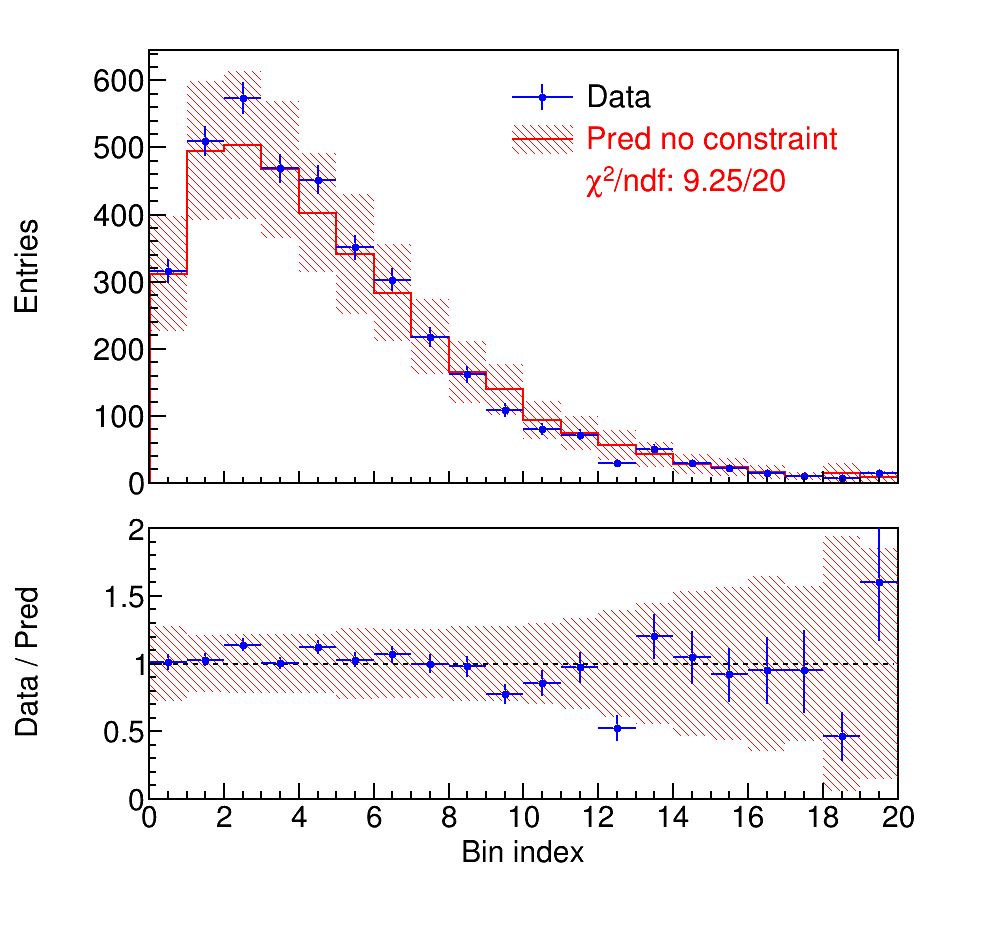 600
500
400
300
200
100
0
Entries
Data
Pred no constraint
χ²/ndf: 9.25/20
2
1.5
1
0.5
0
Data / Pred
0 2 4 6 8 10 12 14 16 18 20
Bin index